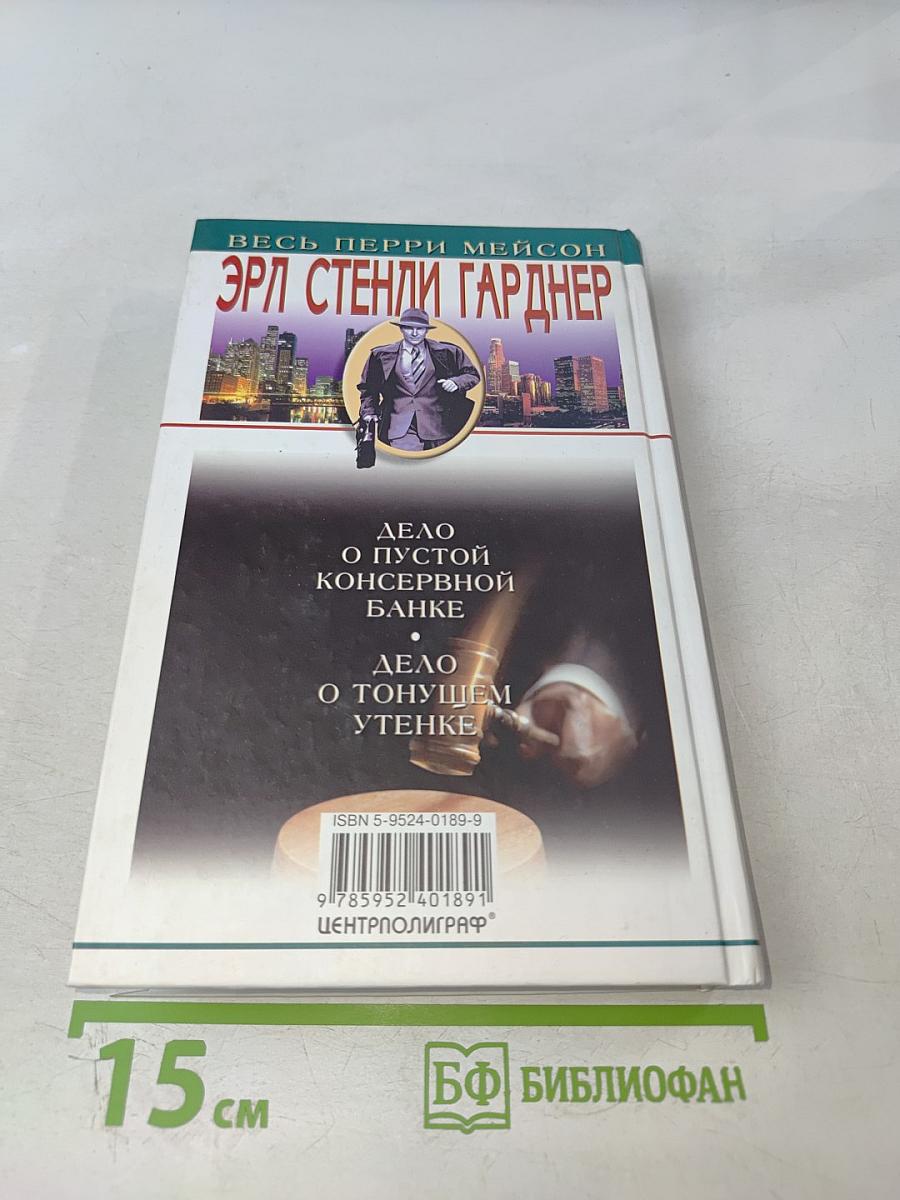 ВЕСЬ ПЕРРИ МЕЙСОН
ЭРЛ СТЕНЛИ ГАРДНЕР
ДЕЛО
О ПУСТОЙ
КОНСЕРВНОЙ
БАНКЕ
•
ДЕЛО
О ТОНУЩЕМ
УТЕНКЕ
ISBN 5-9524-0189-9
9 785952 401891
ЦЕНТРПОЛИГРАФ®
15 см
БФ БИБЛИОФАН